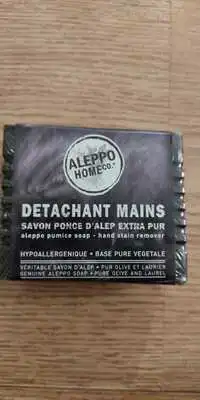 ALEPPO
HOME CO.
DETACHANT MAINS
SAVON PONCE D'ALEP EXTRA PUR
aleppo pumice soap - hand stain remover
HYPOALLERGENIQUE • BASE PURE VEGETALE
VÉRITABLE SAVON D'ALEP • PUR OLIVE ET LAURIER
GENUINE ALEPPO SOAP • PURE OLIVE AND LAUREL